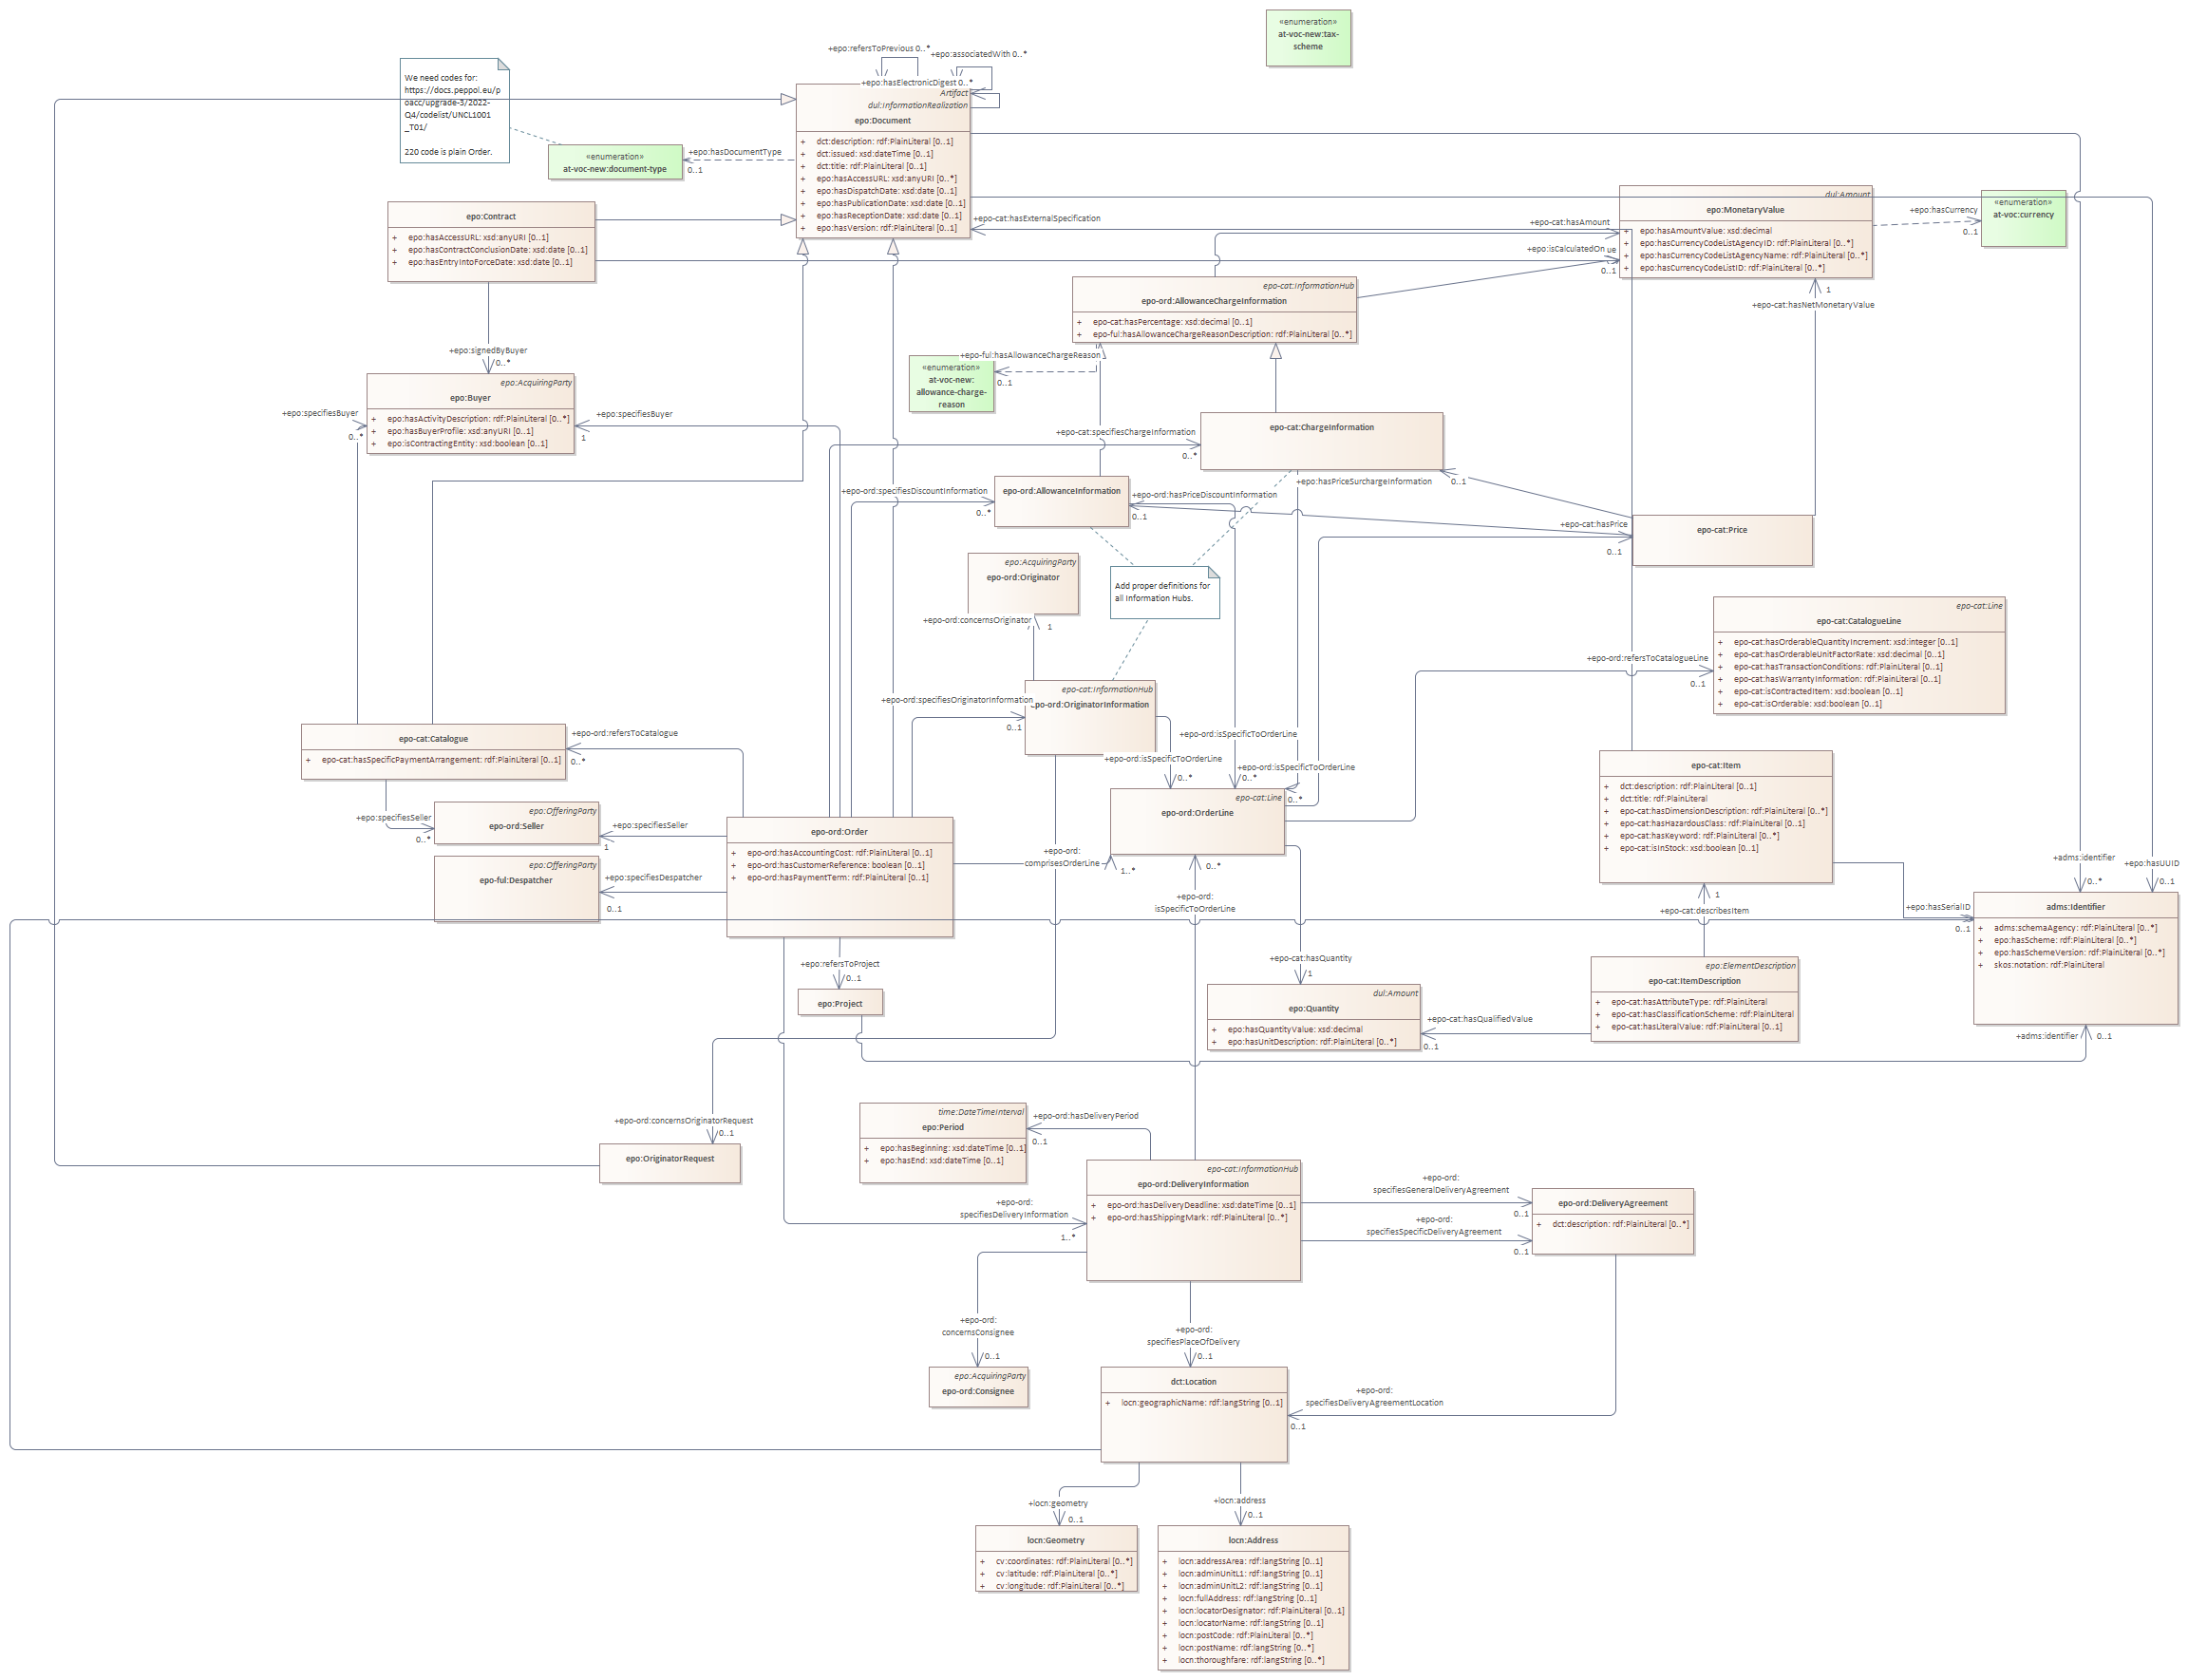 «enumeration»
at-voc-new:tax-
scheme
+epo:refersToPrevious 0..*
+epo:associatedWith 0..*
+epo:hasElectronicDigest 0..*
We need codes for:
https://docs.peppol.eu/p
oacc/upgrade-3/2022-
Q4/codelist/UNCL1001
_T01/
220 code is plain Order.
Artifact
dul:InformationRealization
epo:Document
+ dct:description: rdf:PlainLiteral [0..1]
+ dct:issued: xsd:dateTime [0..1]
+ dct:title: rdf:PlainLiteral [0..1]
+ epo:hasAccessURL: xsd:anyURI [0..*]
+ epo:hasDispatchDate: xsd:date [0..1]
+ epo:hasPublicationDate: xsd:date [0..1]
+ epo:hasReceptionDate: xsd:date [0..1]
+ epo:hasVersion: rdf:PlainLiteral [0..1]
«enumeration»
at-voc-new:document-type
+epo:hasDocumentType
0..1
epo:Contract
+ epo:hasAccessURL: xsd:anyURI [0..1]
+ epo:hasContractConclusionDate: xsd:date [0..1]
+ epo:hasEntryIntoForceDate: xsd:date [0..1]
+epo-cat:hasExternalSpecification
+epo-cat:hasAmount
+epo:isCalculatedOn
ue
0..1
dul:Amount
epo:MonetaryValue
+ epo:hasAmountValue: xsd:decimal
+ epo:hasCurrencyCodeListAgencyID: rdf:PlainLiteral [0..*]
+ epo:hasCurrencyCodeListAgencyName: rdf:PlainLiteral [0..*]
+ epo:hasCurrencyCodeListID: rdf:PlainLiteral [0..*]
+epo:hasCurrency
0..1
«enumeration»
at-voc:currency
epo-cat:InformationHub
epo-ord:AllowanceChargeInformation
+ epo-cat:hasPercentage: xsd:decimal [0..1]
+ epo-ful:hasAllowanceChargeReasonDescription: rdf:PlainLiteral [0..*]
1
+epo-cat:hasNetMonetaryValue
+epo:signedByBuyer
0..*
+epo-ful:hasAllowanceChargeReason
0..1
«enumeration»
at-voc-new:
allowance-charge-
reason
epo:AcquiringParty
epo:Buyer
+ epo:hasActivityDescription: rdf:PlainLiteral [0..*]
+ epo:hasBuyerProfile: xsd:anyURI [0..1]
+ epo:isContractingEntity: xsd:boolean [0..1]
+epo:specifiesBuyer
0..*
+epo:specifiesBuyer
1
epo-cat:ChargeInformation
+epo-cat:specifiesChargeInformation
0..*
+epo:hasPriceSurchargeInformation
0..1
epo-ord:AllowanceInformation
+epo-ord:specifiesDiscountInformation
0..*
+epo-ord:hasPriceDiscountInformation
0..1
+epo-cat:hasPrice
0..1
epo-cat:Price
epo:AcquiringParty
epo-ord:Originator
Add proper definitions for
all Information Hubs.
+epo-ord:concernsOriginator
1
epo-cat:Line
epo-cat:CatalogueLine
+ epo-cat:hasOrderableQuantityIncrement: xsd:integer [0..1]
+ epo-cat:hasOrderableUnitFactorRate: xsd:decimal [0..1]
+ epo-cat:hasTransactionConditions: rdf:PlainLiteral [0..1]
+ epo-cat:hasWarrantyInformation: rdf:PlainLiteral [0..1]
+ epo-cat:isContractedItem: xsd:boolean [0..1]
+ epo-cat:isOrderable: xsd:boolean [0..1]
+epo-ord:refersToCatalogueLine
0..1
epo-cat:InformationHub
epo-ord:OriginatorInformation
+epo-ord:specifiesOriginatorInformation
0..1
+epo-ord:isSpecificToOrderLine
+epo-ord:isSpecificToOrderLine
0..*
+epo-ord:isSpecificToOrderLine
0..*
0..*
epo-cat:Catalogue
+ epo-cat:hasSpecificPaymentArrangement: rdf:PlainLiteral [0..1]
+epo-ord:refersToCatalogue
0..*
epo-cat:Item
+ dct:description: rdf:PlainLiteral [0..1]
+ dct:title: rdf:PlainLiteral
+ epo-cat:hasDimensionDescription: rdf:PlainLiteral [0..*]
+ epo-cat:hasHazardousClass: rdf:PlainLiteral [0..1]
+ epo-cat:hasKeyword: rdf:PlainLiteral [0..*]
+ epo-cat:isInStock: xsd:boolean [0..1]
epo-cat:Line
epo-ord:OrderLine
+epo:specifiesSeller
0..*
epo:OfferingParty
epo-ord:Seller
+epo:specifiesSeller
1
epo:OfferingParty
epo-ful:Despatcher
+epo:specifiesDespatcher
0..1
epo-ord:Order
+ epo-ord:hasAccountingCost: rdf:PlainLiteral [0..1]
+ epo-ord:hasCustomerReference: boolean [0..1]
+ epo-ord:hasPaymentTerm: rdf:PlainLiteral [0..1]
+epo-ord:
comprisesOrderLine
1..*
0..*
+epo-ord:
isSpecificToOrderLine
1
+epo-cat:describesItem
+adms:identifier
0..*
+epo:hasUUID
0..1
+epo:hasSerialID
0..1
adms:Identifier
+ adms:schemaAgency: rdf:PlainLiteral [0..*]
+ epo:hasScheme: rdf:PlainLiteral [0..*]
+ epo:hasSchemeVersion: rdf:PlainLiteral [0..*]
+ skos:notation: rdf:PlainLiteral
+adms:identifier
0..1
+epo:refersToProject
0..1
epo:Project
+epo-cat:hasQuantity
1
dul:Amount
epo:Quantity
+ epo:hasQuantityValue: xsd:decimal
+ epo:hasUnitDescription: rdf:PlainLiteral [0..*]
+epo-cat:hasQualifiedValue
0..1
epo:ElementDescription
epo-cat:ItemDescription
+ epo-cat:hasAttributeType: rdf:PlainLiteral
+ epo-cat:hasClassificationScheme: rdf:PlainLiteral
+ epo-cat:hasLiteralValue: rdf:PlainLiteral [0..1]
+epo-ord:concernsOriginatorRequest
0..1
epo:OriginatorRequest
time:DateTimeInterval
epo:Period
+ epo:hasBeginning: xsd:dateTime [0..1]
+ epo:hasEnd: xsd:dateTime [0..1]
+epo-ord:hasDeliveryPeriod
0..1
epo-cat:InformationHub
epo-ord:DeliveryInformation
+ epo-ord:hasDeliveryDeadline: xsd:dateTime [0..1]
+ epo-ord:hasShippingMark: rdf:PlainLiteral [0..*]
+epo-ord:
specifiesDeliveryInformation
1..*
+epo-ord:
specifiesGeneralDeliveryAgreement
0..1
+epo-ord:
specifiesSpecificDeliveryAgreement
0..1
epo-ord:DeliveryAgreement
+ dct:description: rdf:PlainLiteral [0..*]
+epo-ord:
concernsConsignee
0..1
+epo-ord:
specifiesPlaceOfDelivery
0..1
epo:AcquiringParty
epo-ord:Consignee
dct:Location
+ locn:geographicName: rdf:langString [0..1]
+epo-ord:
specifiesDeliveryAgreementLocation
0..1
+locn:geometry
0..1
+locn:address
0..1
locn:Geometry
+ cv:coordinates: rdf:PlainLiteral [0..*]
+ cv:latitude: rdf:PlainLiteral [0..*]
+ cv:longitude: rdf:PlainLiteral [0..*]
locn:Address
+ locn:addressArea: rdf:langString [0..1]
+ locn:adminUnitL1: rdf:langString [0..1]
+ locn:adminUnitL2: rdf:langString [0..1]
+ locn:fullAddress: rdf:langString [0..1]
+ locn:locatorDesignator: rdf:PlainLiteral [0..1]
+ locn:locatorName: rdf:langString [0..1]
+ locn:postCode: rdf:PlainLiteral [0..*]
+ locn:postName: rdf:langString [0..*]
+ locn:thoroughfare: rdf:langString [0..*]